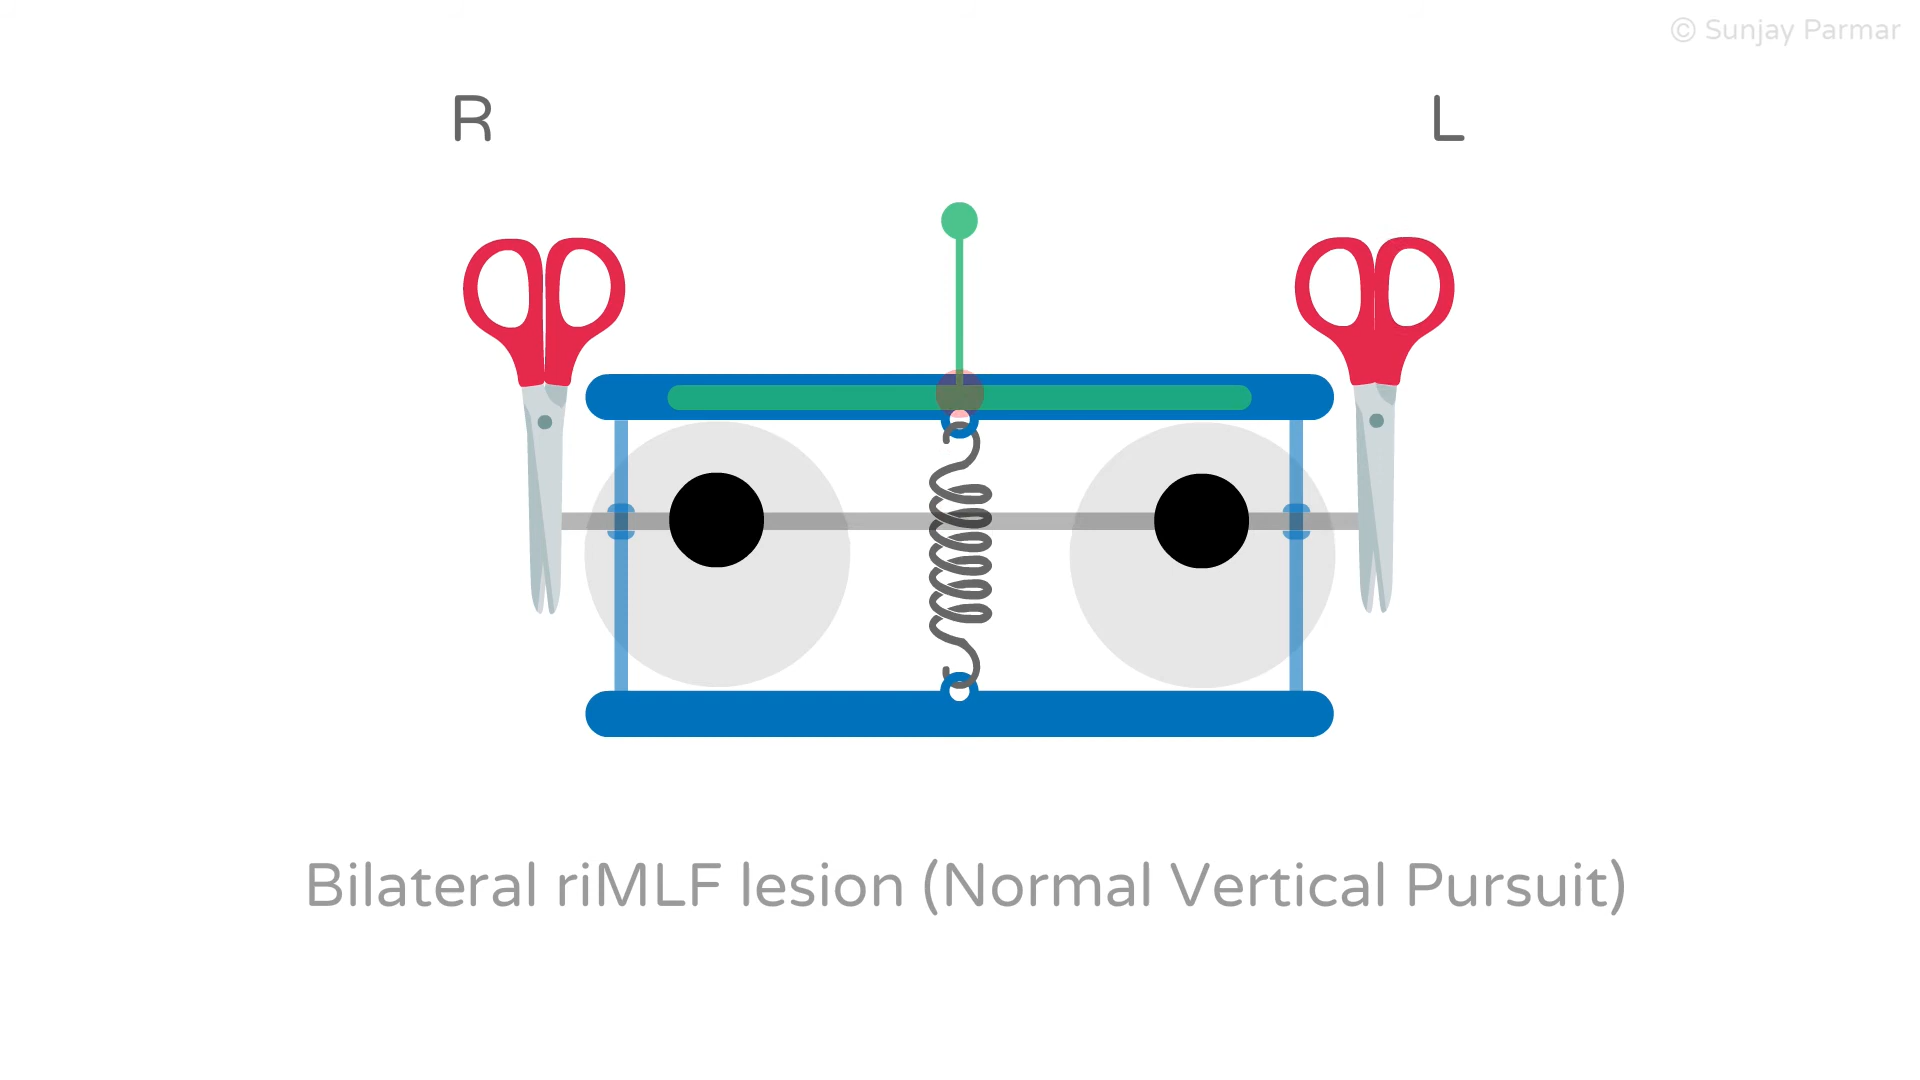 © Sunjay Parmar
R
L
Bilateral riMLF lesion (Normal Vertical Pursuit)